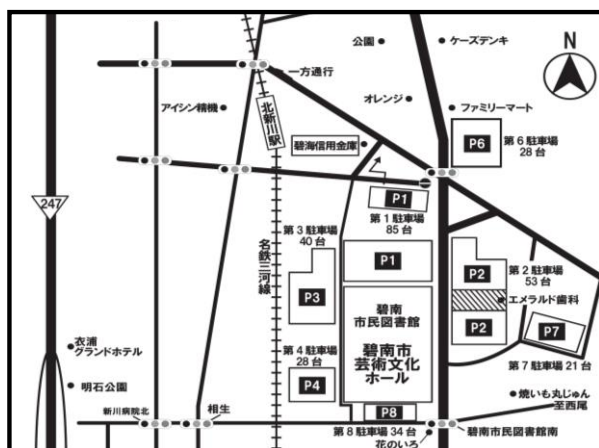 公園
ケーズデンキ
N
一方通行
オレンジ
ファミリーマート
アイシン精機
北新川駅
碧海信用金庫
P6
第6駐車場
28台
247
P1
第1駐車場
85台
第3駐車場
40台
名鉄三河線
P1
P2
第2駐車場
53台
P3
碧南
市民図書館
エメラルド歯科
碧南市
芸術文化
ホール
P2
P7
衣浦
グランドホテル
第7駐車場 21台
第4駐車場
28台
P4
明石公園
焼いも丸じゅん
至西尾
新川病院北
相生
P8
第8駐車場 34台
碧南市民図書館南
花のいろ